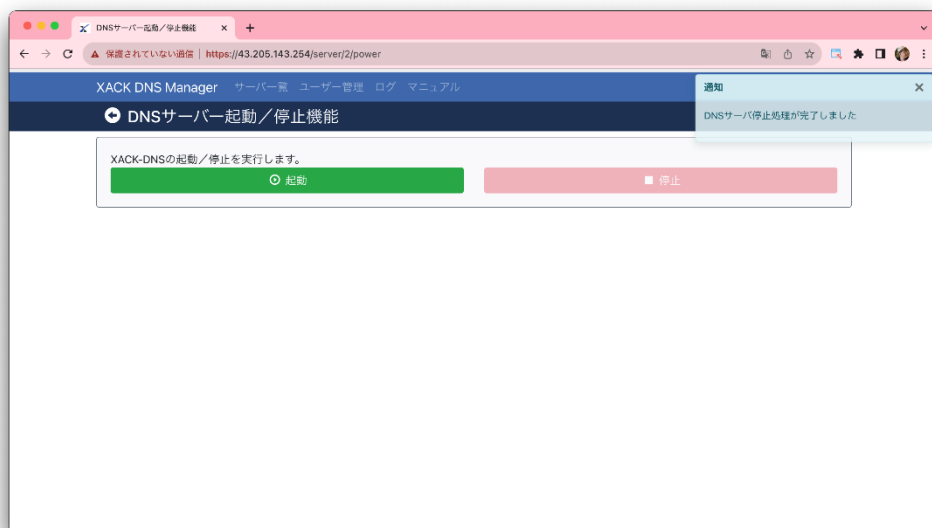 DNSサーバー起動／停止機能
保護されていない通信 | https://43.205.143.254/server/2/power
XACK DNS Manager サーバー覧 ユーザー管理 ログ マニュアル
通知
DNSサーバ停止処理が完了しました
DNSサーバー起動／停止機能
XACK-DNSの起動／停止を実行します。
起動
停止